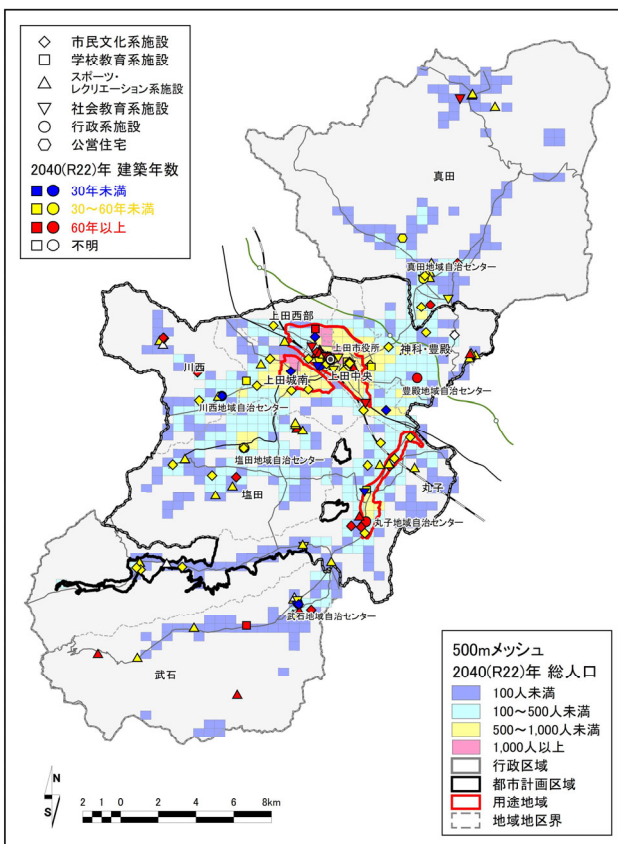 市民文化系施設
学校教育系施設
スポーツ・
レクリエーション系施設
社会教育系施設
行政系施設
公営住宅
2040(R22)年 建築年数
30年未満
30～60年未満
60年以上
不明
真田
真田地域自治センター
上田西部
上田市役所
神科・豊殿
川西
上田城南
上田中央
豊殿地域自治センター
川西地域自治センター
塩田地域自治センター
塩田
丸子
丸子地域自治センター
武石地域自治センター
武石
500mメッシュ
2040(R22)年 総人口
100人未満
100～500人未満
500～1,000人未満
1,000人以上
行政区域
都市計画区域
用途地域
地域地区界
N
S
2 1 0 2 4 6 8km